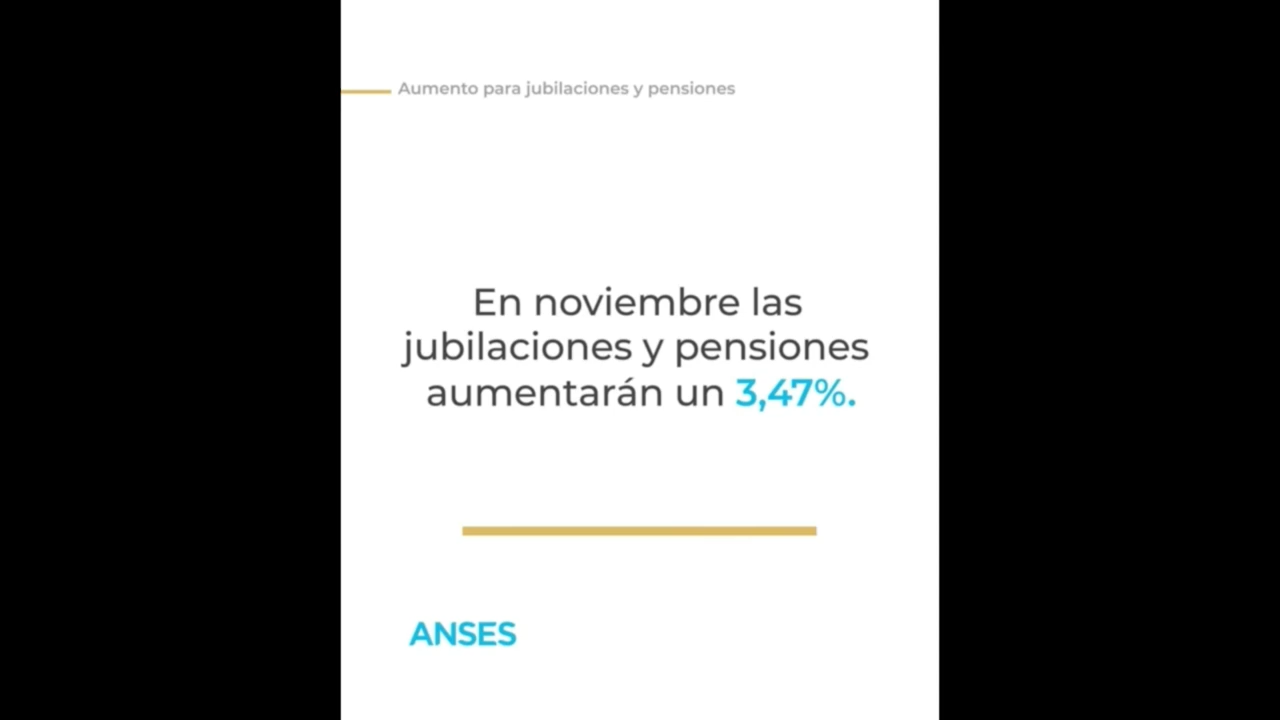 Aumento para jubilaciones y pensiones
En noviembre las
jubilaciones y pensiones
aumentarán un 3,47%.
ANSES